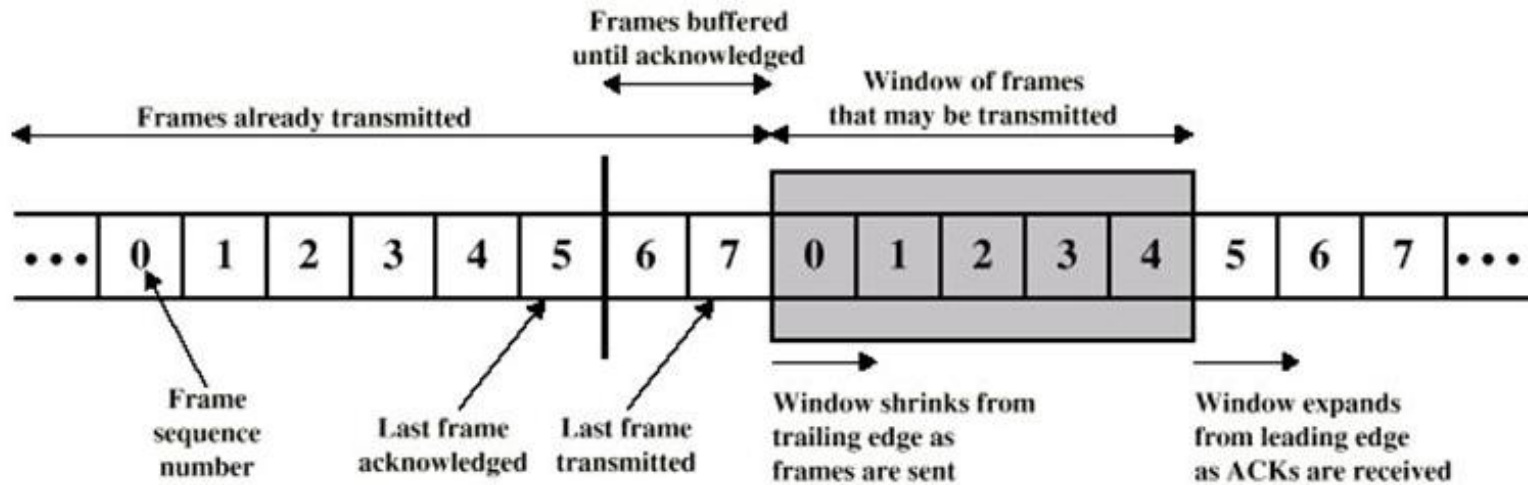 Frames buffered
until acknowledged
Window of frames
that may be transmitted
Frames already transmitted
••• 0 1 2 3 4 5 6 7 0 1 2 3 4 5 6 7 •••
Frame
sequence
number
Last frame
acknowledged
Last frame
transmitted
Window shrinks from
trailing edge as
frames are sent
Window expands
from leading edge
as ACKs are received